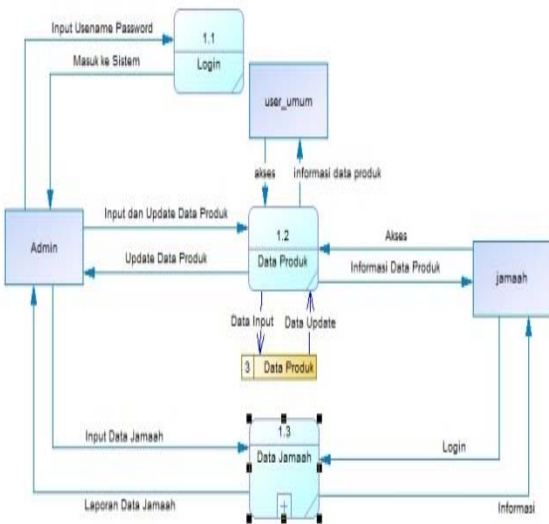 Input Usename Password
1.1
Masuk ke Sistem
Login
user_umum
akses
informasi data produk
Input dan Update Data Produk
1.2
Akses
Admin
Update Data Produk
Data Produk
Informasi Data Produk
jamaah
Data Input
Data Update
3 Data Produk
1.3
Input Data Jamaah
Data Jamaah
Login
Laporan Data Jamaah
Informasi